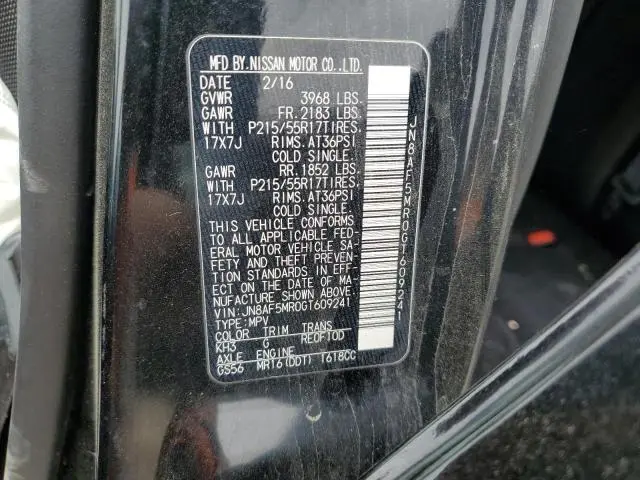 MFD BY.NISSAN MOTOR CO.,LTD.
DATE 2/16
GVWR 3968 LBS.
GAWR FR.2183 LBS.
WITH P215/55R17TIRES.
17X7J RIMS.AT36PSI
COLD SINGLE.
GAWR RR.1852 LBS.
WITH P215/55R17TIRES.
17X7J RIMS.AT36PSI
COLD SINGLE.
THIS VEHICLE CONFORMS
TO ALL APPLICABLE FED-
ERAL MOTOR VEHICLE SA-
FETY AND THEFT PREVEN-
TION STANDARDS IN EFF-
ECT ON THE DATE OF MA-
NUFACTURE SHOWN ABOVE.
VIN:JN8AF5MR0GT609241
TYPE:MPV
COLOR TRIM TRANS
KH3 G RE0F10D
AXLE ENGINE
GS56 MR16(DDT) 1618CC
JN8AF5MR0GT609241